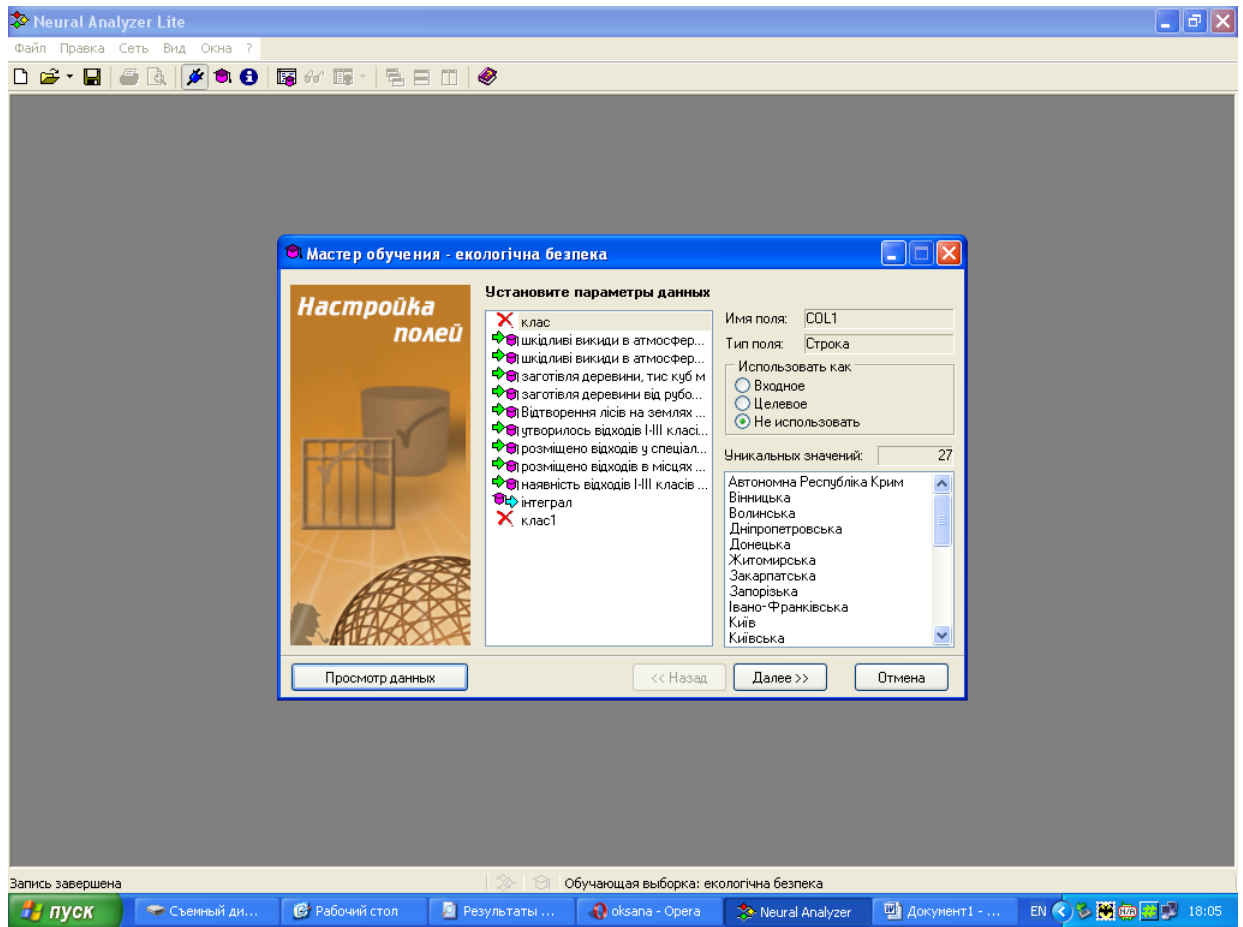 Neural Analyzer Lite
Файл Правка Сеть Вид Окна ?
Мастер обучения - екологічна безпека
Настройка
полей
Установите параметры данных
клас
шкідливі викиди в атмосфер...
шкідливі викиди в атмосфер...
заготівля деревини, тис куб м
заготівля деревини від рубо...
Відтворення лісів на землях ...
утворилось відходів I-III класі...
розміщено відходів у спеціал...
розміщено відходів в місцях ...
наявність відходів I-III класів ...
інтеграл
клас1
Имя поля: COL1
Тип поля: Строка
Использовать как
Входное
Целевое
Не использовать
Уникальных значений: 27
Автономна Республіка Крим
Вінницька
Волинська
Дніпропетровська
Донецька
Житомирська
Закарпатська
Запорізька
Івано-Франківська
Київ
Київська
Просмотр данных
<< Назад
Далее >>
Отмена
Запись завершена
Обучающая выборка: екологічна безпека
пуск
Съемный ди...
Рабочий стол
Результаты ...
oksana - Opera
Neural Analyzer
Документ1 - ...
EN
18:05